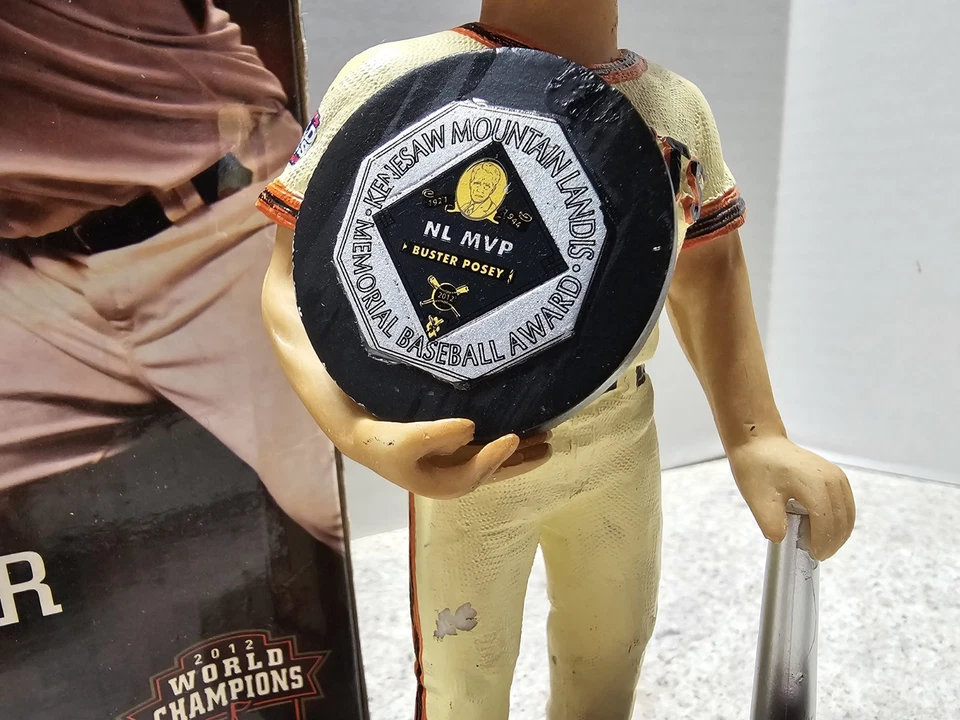 KENESAW MOUNTAIN LANDIS
MEMORIAL BASEBALL AWARD
1921 1944
NL MVP
BUSTER POSEY
2012
R
2012
WORLD
CHAMPIONS